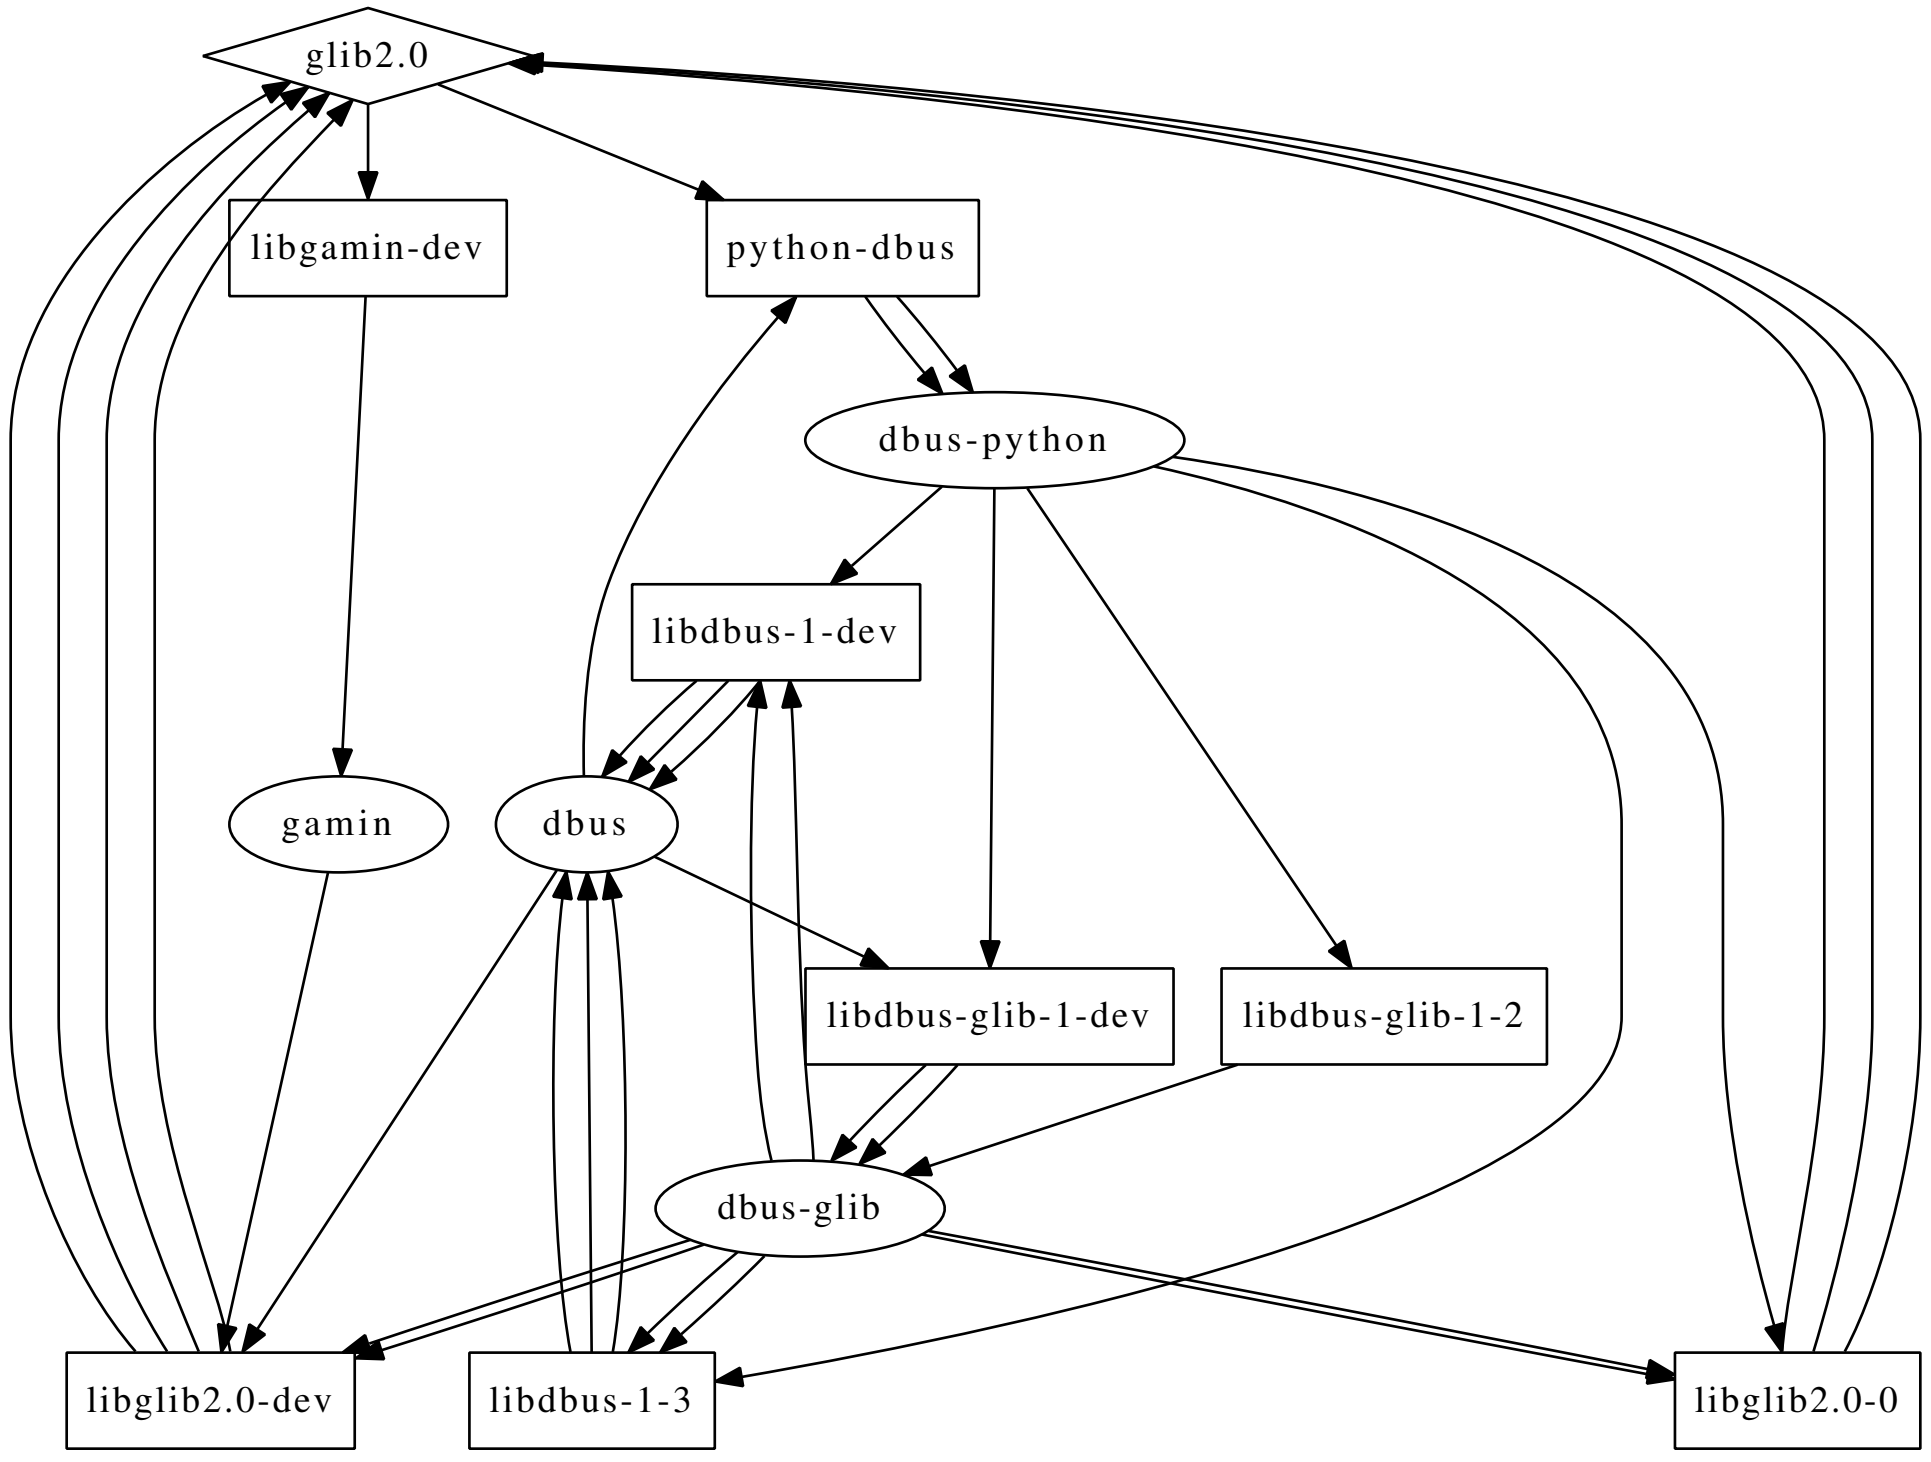 glib2.0
libgamin-dev
python-dbus
dbus-python
libdbus-1-dev
gamin
dbus
libdbus-glib-1-dev
libdbus-glib-1-2
dbus-glib
libglib2.0-dev
libdbus-1-3
libglib2.0-0